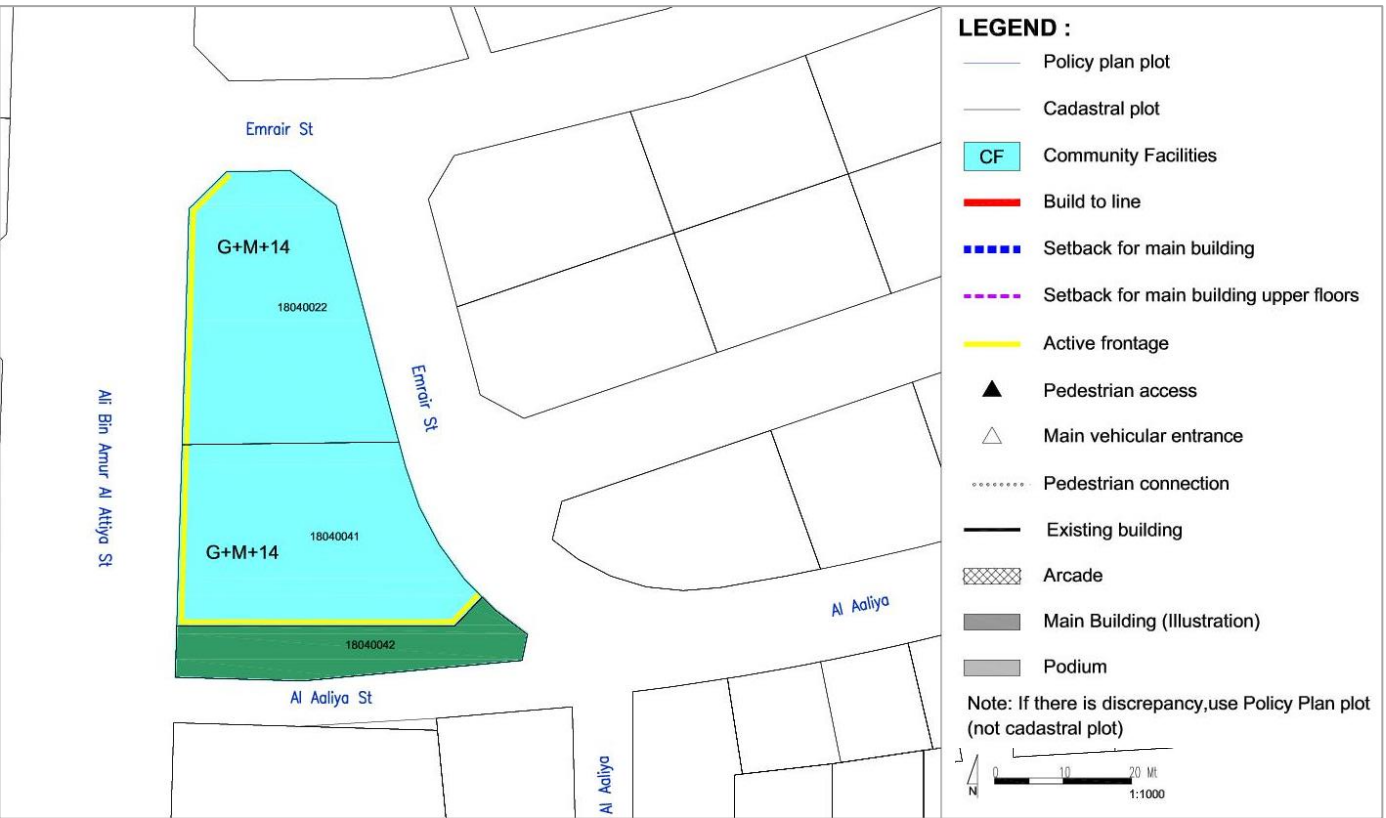 Emrair St
G+M+14
18040022
Emrair St
Ali Bin Amur Al Attiya St
G+M+14
18040041
Al Aaliya
18040042
Al Aaliya St
Al Aaliya
LEGEND :
Policy plan plot
Cadastral plot
CF Community Facilities
Build to line
Setback for main building
Setback for main building upper floors
Active frontage
Pedestrian access
Main vehicular entrance
Pedestrian connection
Existing building
Arcade
Main Building (Illustration)
Podium
Note: If there is discrepancy,use Policy Plan plot
(not cadastral plot)
0 10 20 Mt
N
1:1000